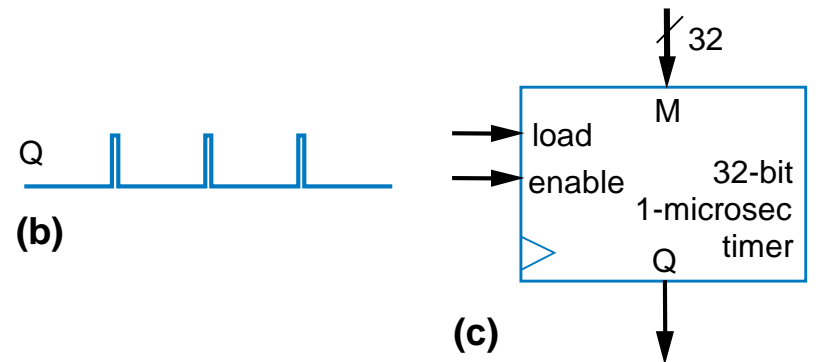 Q
(b)
32
M
load
enable
32-bit
1-microsec
timer
Q
(c)